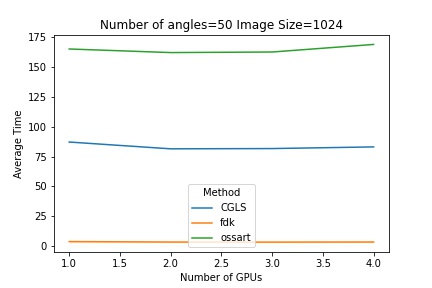 Number of angles=50 Image Size=1024
175
150
125
100
75
50
25
0
Average Time
Method
CGLS
fdk
ossart
1.0 1.5 2.0 2.5 3.0 3.5 4.0
Number of GPUs